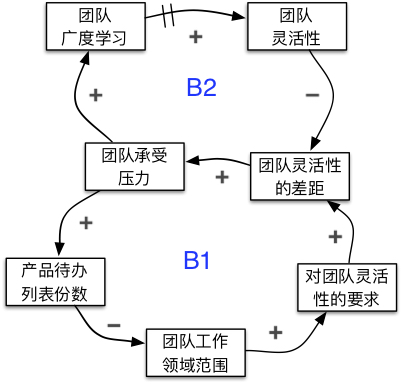 团队
广度学习
+
团队
灵活性
+
B2
−
团队承受
压力
+
团队灵活性
的差距
+
+
B1
产品待办
列表份数
对团队灵活
性的要求
−
团队工作
领域范围
+